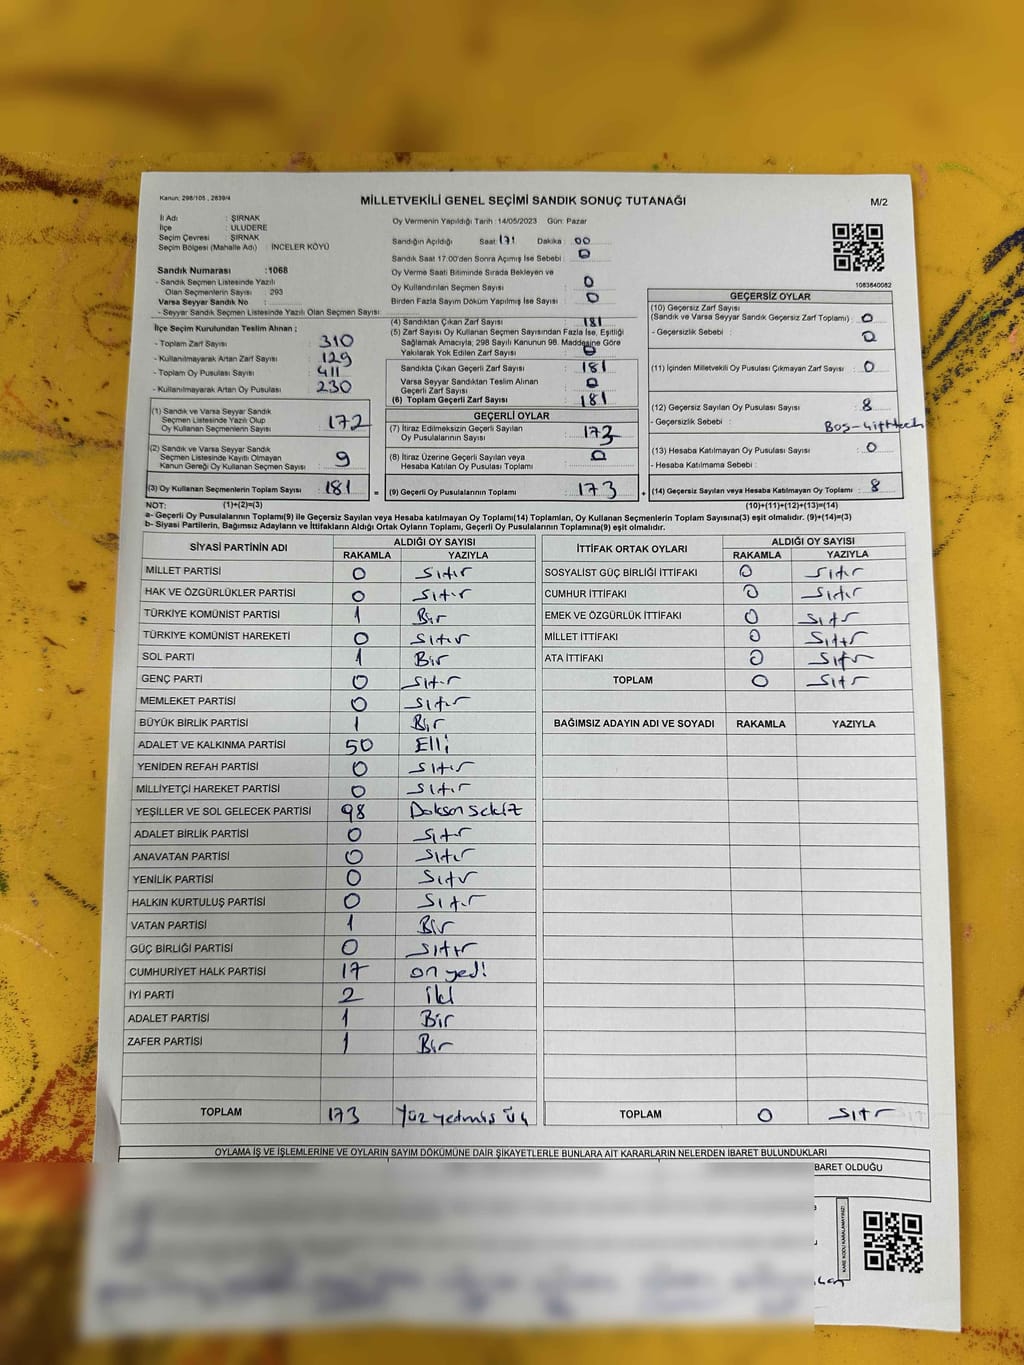 Kanun: 298/105 , 2839/4
MİLLETVEKİLİ GENEL SEÇİMİ SANDIK SONUÇ TUTANAĞI
M/2
İl Adı : ŞIRNAK
İlçe : ULUDERE
Seçim Çevresi : ŞIRNAK
Seçim Bölgesi (Mahalle Adı) : İNCELER KÖYÜ
Sandık Numarası :1068
- Sandık Seçmen Listesinde Yazılı
Olan Seçmenlerin Sayısı : 293
Varsa Seyyar Sandık No :
- Seyyar Sandık Seçmen Listesinde Yazılı Olan Seçmen Sayısı:
Oy Vermenin Yapıldığı Tarih :14/05/2023 Gün: Pazar
Sandığın Açıldığı Saat: 17 Dakika : 00
Sandık Saat 17:00'den Sonra Açımış İse Sebebi : 0
Oy Verme Saati Bitiminde Sırada Bekleyen ve
Oy Kullandırılan Seçmen Sayısı : 0
Birden Fazla Sayım Döküm Yapılmış İse Sayısı : 0
1083840082
İlçe Seçim Kurulundan Teslim Alınan ;
- Toplam Zarf Sayısı : 310
- Kullanılmayarak Artan Zarf Sayısı : 129
- Toplam Oy Pusulası Sayısı : 411
- Kullanılmayarak Artan Oy Pusulası : 230
(1) Sandık ve Varsa Seyyar Sandık
Seçmen Listesinde Yazılı Olup
Oy Kullanan Seçmenlerin Sayısı : 172
(2) Sandık ve Varsa Seyyar Sandık
Seçmen Listesinde Kayıtlı Olmayan
Kanun Gereği Oy Kullanan Seçmen Sayısı : 9
(3) Oy Kullanan Seçmenlerin Toplam Sayısı : 181
(4) Sandıktan Çıkan Zarf Sayısı : 181
(5) Zarf Sayısı Oy Kullanan Seçmen Sayısından Fazla İse, Eşitliği
Sağlamak Amacıyla, 298 Sayılı Kanunun 98. Maddesine Göre
Yakılarak Yok Edilen Zarf Sayısı : 0
Sandıkta Çıkan Geçerli Zarf Sayısı : 181
Varsa Seyyar Sandıktan Teslim Alınan
Geçerli Zarf Sayısı : 0
(6) Toplam Geçerli Zarf Sayısı : 181
GEÇERLİ OYLAR
(7) İtiraz Edilmeksizin Geçerli Sayılan
Oy Pusulalarının Sayısı : 173
(8) İtiraz Üzerine Geçerli Sayılan veya
Hesaba Katılan Oy Pusulası Toplamı : 0
= (9) Geçerli Oy Pusulalarının Toplamı : 173
GEÇERSİZ OYLAR
(10) Geçersiz Zarf Sayısı
(Sandık ve Varsa Seyyar Sandık Geçersiz Zarf Toplamı) : 0
- Geçersizlik Sebebi : 0
(11) İçinden Milletvekili Oy Pusulası Çıkmayan Zarf Sayısı : 0
(12) Geçersiz Sayılan Oy Pusulası Sayısı : 8
- Geçersizlik Sebebi : Boş-
(13) Hesaba Katılmayan Oy Pusulası Sayısı : 0
- Hesaba Katılmama Sebebi :
+ (14) Geçersiz Sayılan veya Hesaba Katılmayan Oy Toplamı : 8
NOT: (1)+(2)=(3) (10)+(11)+(12)+(13)=(14)
a- Geçerli Oy Pusulalarının Toplamı(9) ile Geçersiz Sayılan veya Hesaba katılmayan Oy Toplamı(14) Toplamları, Oy Kullanan Seçmenlerin Toplam Sayısına(3) eşit olmalıdır. (9)+(14)=(3)
b- Siyasi Partilerin, Bağımsız Adayların ve İttifakların Aldığı Ortak Oyların Toplamı, Geçerli Oy Pusulalarının Toplamına(9) eşit olmalıdır.
SİYASİ PARTİNİN ADI ALDIĞI OY SAYISI
RAKAMLA YAZIYLA
MİLLET PARTİSİ 0 Sıfır
HAK VE ÖZGÜRLÜKLER PARTİSİ 0 Sıfır
TÜRKİYE KOMÜNİST PARTİSİ 1 Bir
TÜRKİYE KOMÜNİST HAREKETİ 0 Sıfır
SOL PARTİ 1 Bir
GENÇ PARTİ 0 Sıfır
MEMLEKET PARTİSİ 0 Sıfır
BÜYÜK BİRLİK PARTİSİ 1 Bir
ADALET VE KALKINMA PARTİSİ 50 Elli
YENİDEN REFAH PARTİSİ 0 Sıfır
MİLLİYETÇİ HAREKET PARTİSİ 0 Sıfır
YEŞİLLER VE SOL GELECEK PARTİSİ 98 Doksan sekiz
ADALET BİRLİK PARTİSİ 0 Sıfır
ANAVATAN PARTİSİ 0 Sıfır
YENİLİK PARTİSİ 0 Sıfır
HALKIN KURTULUŞ PARTİSİ 0 Sıfır
VATAN PARTİSİ 1 Bir
GÜÇ BİRLİĞİ PARTİSİ 0 Sıfır
CUMHURİYET HALK PARTİSİ 17 on yedi
İYİ PARTİ 2 iki
ADALET PARTİSİ 1 Bir
ZAFER PARTİSİ 1 Bir
TOPLAM 173 Yüz yetmiş üç
İTTİFAK ORTAK OYLARI ALDIĞI OY SAYISI
RAKAMLA YAZIYLA
SOSYALİST GÜÇ BİRLİĞİ İTTİFAKI 0 Sıfır
CUMHUR İTTİFAKI 0 Sıfır
EMEK VE ÖZGÜRLÜK İTTİFAKI 0 Sıfır
MİLLET İTTİFAKI 0 Sıfır
ATA İTTİFAKI 0 Sıfır
TOPLAM 0 Sıfır
BAĞIMSIZ ADAYIN ADI VE SOYADI RAKAMLA YAZIYLA
TOPLAM 0 Sıfır
OYLAMA İŞ VE İŞLEMLERİNE VE OYLARIN SAYIM DÖKÜMÜNE DAİR ŞİKAYETLERLE BUNLARA AİT KARARLARIN NELERDEN İBARET BULUNDUKLARI
BARET OLDUĞU
KARE KODU KARALAMAYINIZ!